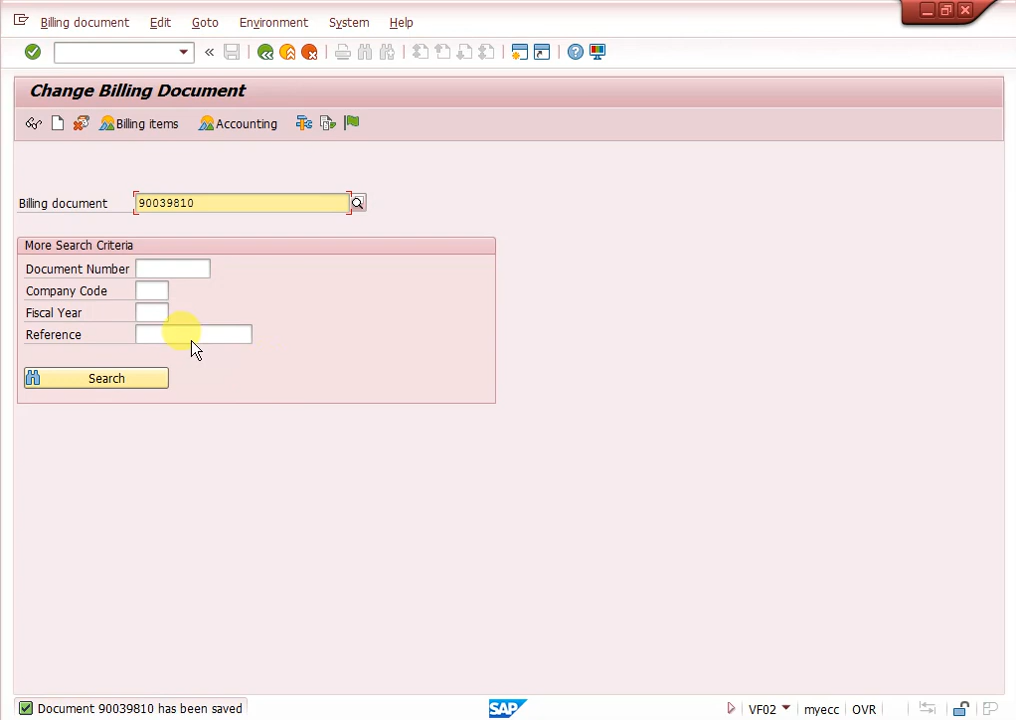 Billing document Edit Goto Environment System Help
Change Billing Document
Billing items Accounting
Billing document 90039810
More Search Criteria
Document Number
Company Code
Fiscal Year
Reference
Search
Document 90039810 has been saved SAP VF02 myecc OVR